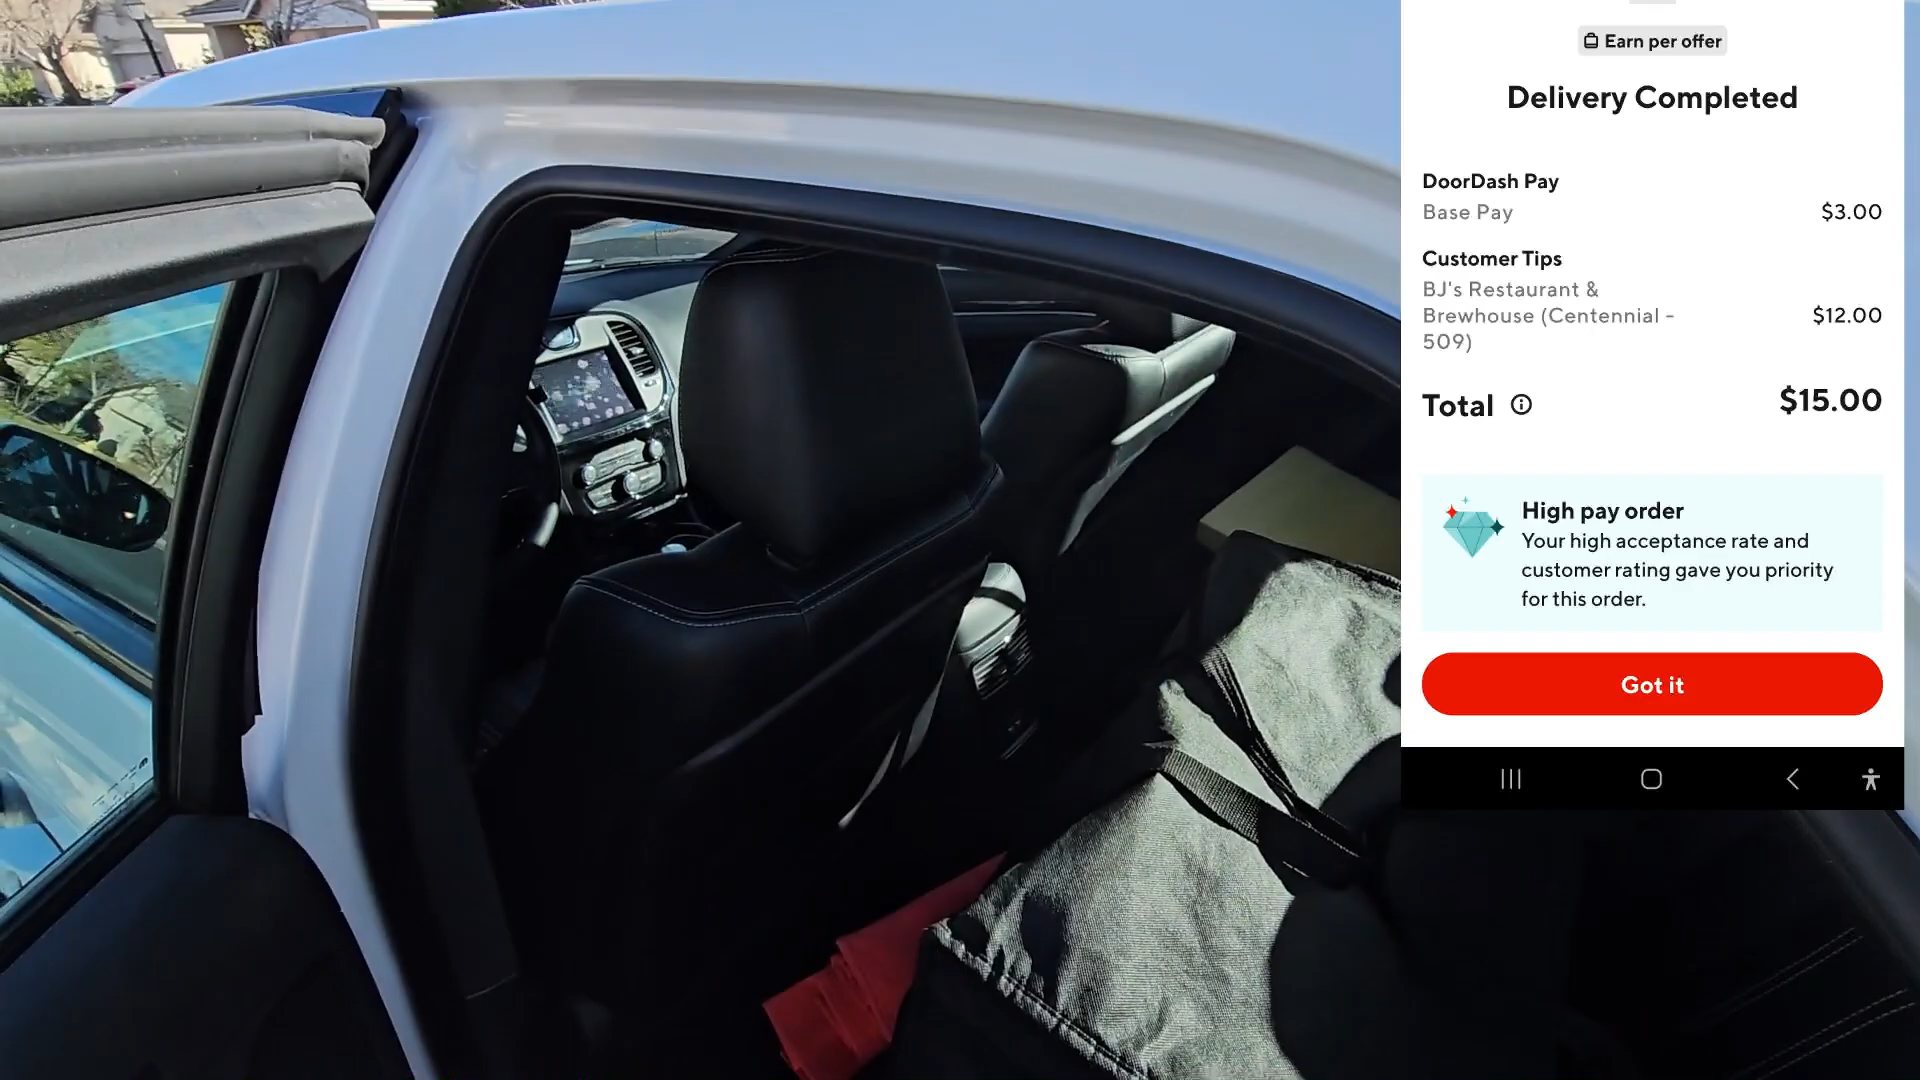 Earn per offer
Delivery Completed
DoorDash Pay
Base Pay $3.00
Customer Tips
BJ's Restaurant &
Brewhouse (Centennial - $12.00
509)
Total $15.00
High pay order
Your high acceptance rate and
customer rating gave you priority
for this order.
Got it